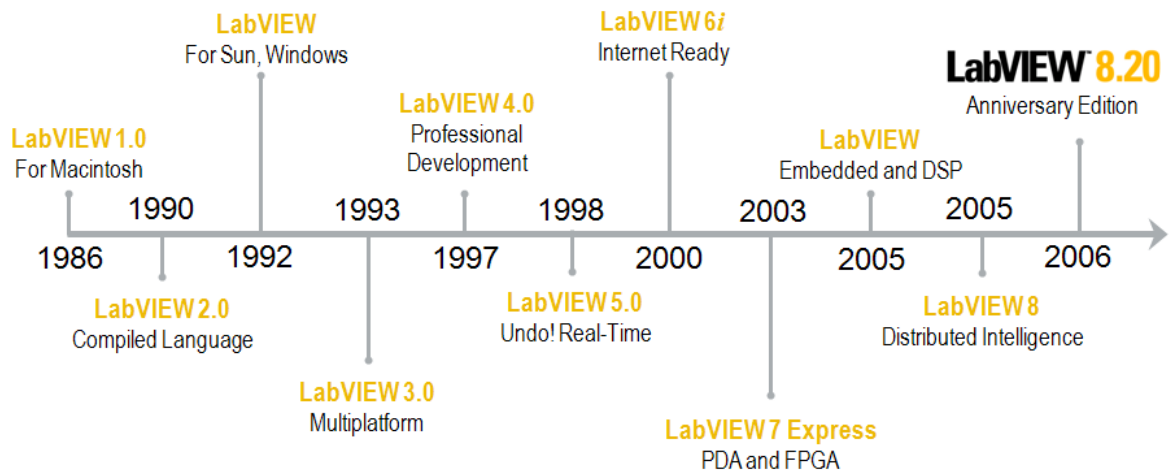 LabVIEW
For Sun, Windows
LabVIEW 6i
Internet Ready
LabVIEW™ 8.20
Anniversary Edition
LabVIEW 4.0
Professional
Development
LabVIEW 1.0
For Macintosh
LabVIEW
Embedded and DSP
1990
1993
1998
2003
2005
1986
1992
1997
2000
2005
2006
LabVIEW 2.0
Compiled Language
LabVIEW 5.0
Undo! Real-Time
LabVIEW 8
Distributed Intelligence
LabVIEW 3.0
Multiplatform
LabVIEW 7 Express
PDA and FPGA